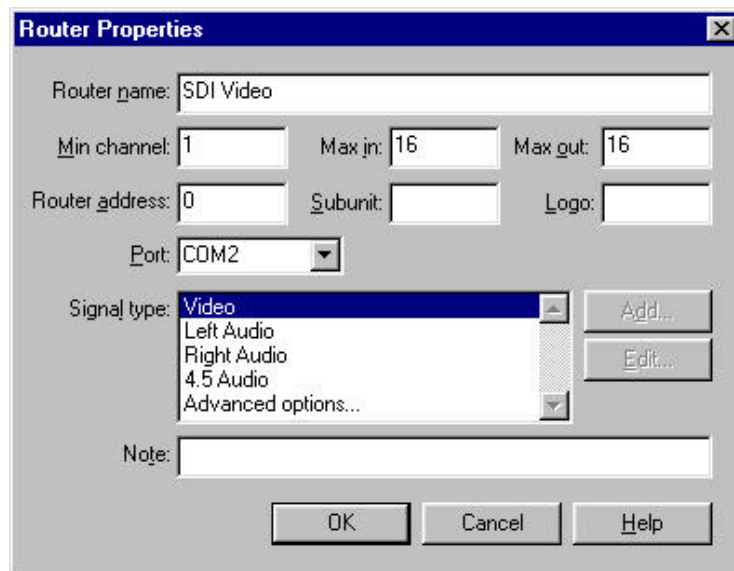 Router Properties
Router name: SDI Video
Min channel: 1 Max in: 16 Max out: 16
Router address: 0 Subunit: Logo:
Port: COM2
Signal type: Video
Left Audio
Right Audio
4.5 Audio
Advanced options...
Add...
Edit...
Note:
OK Cancel Help